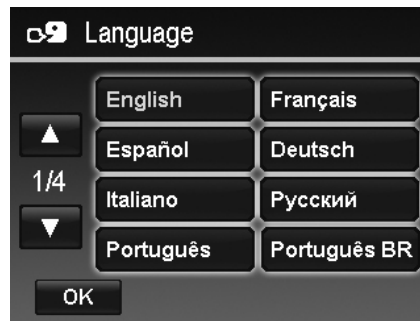 Language
English
Français
Español
Deutsch
1/4
Italiano
Русский
Português
Português BR
OK